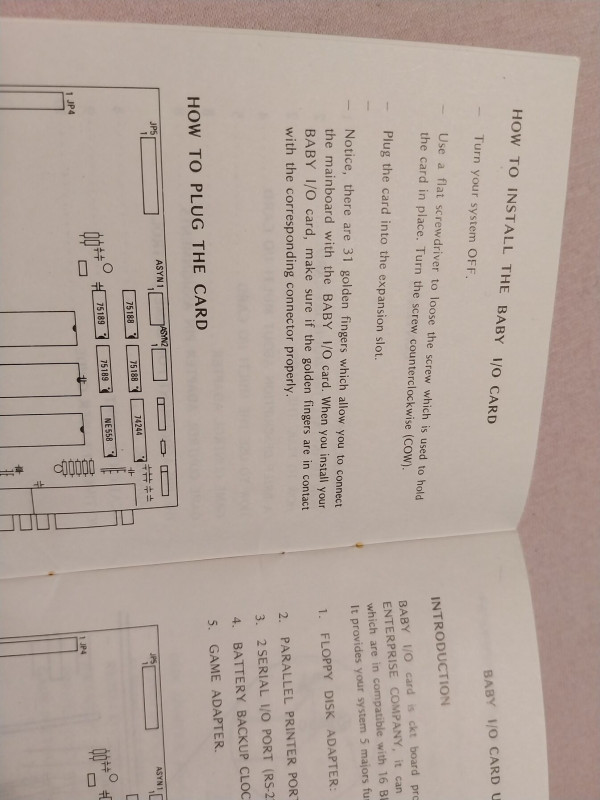 HOW TO INSTALL THE BABY I/O CARD
— Turn your system OFF.
— Use a flat screwdriver to loose the screw which is used to hold
the card in place. Turn the screw counterclockwise (COW).
— Plug the card into the expansion slot.
— Notice, there are 31 golden fingers which allow you to connect
the mainboard with the BABY I/O card. When you install your
BABY I/O card, make sure if the golden fingers are in contact
with the corresponding connector properly.
HOW TO PLUG THE CARD
JP5
1
1 JP4
ASYN1
1
ASYN2
75188
75188
74244
75189
75189
NE558
BABY I/O CARD
INTRODUCTION
BABY I/O card is ckt board
ENTERPRISE COMPANY, it can
which are in compatible with 16
It provides your system 5 majors
1. FLOPPY DISK ADAPTER:
2. PARALLEL PRINTER
3. 2 SERIAL I/O PORT
4. BATTERY BACKUP
5. GAME ADAPTER.
JP5
1
1 JP4
ASYN1
1